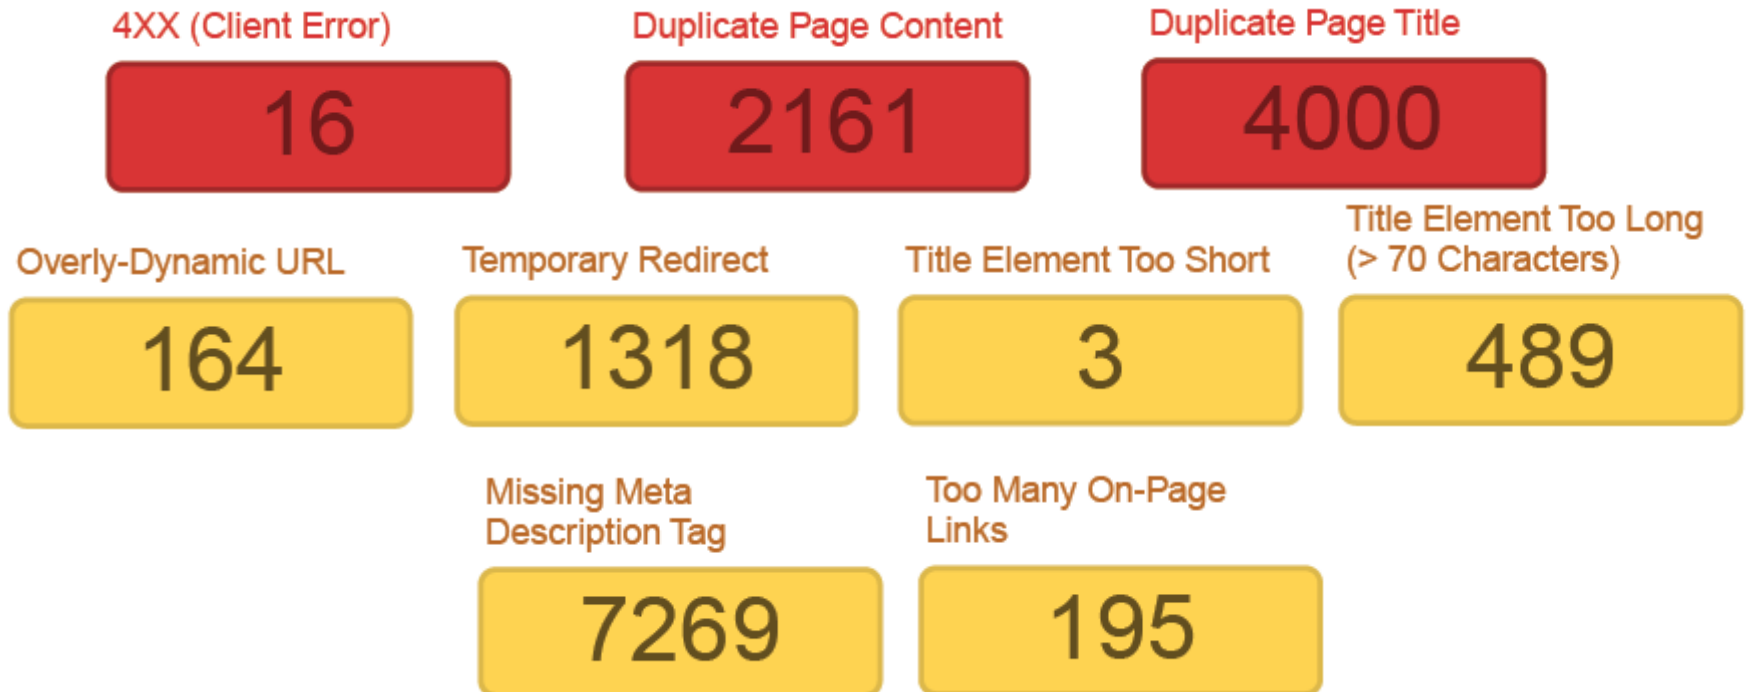 4XX (Client Error)
Duplicate Page Content
Duplicate Page Title
16
2161
4000
Overly-Dynamic URL
Temporary Redirect
Title Element Too Short
Title Element Too Long
(> 70 Characters)
164
1318
3
489
Missing Meta
Description Tag
Too Many On-Page
Links
7269
195